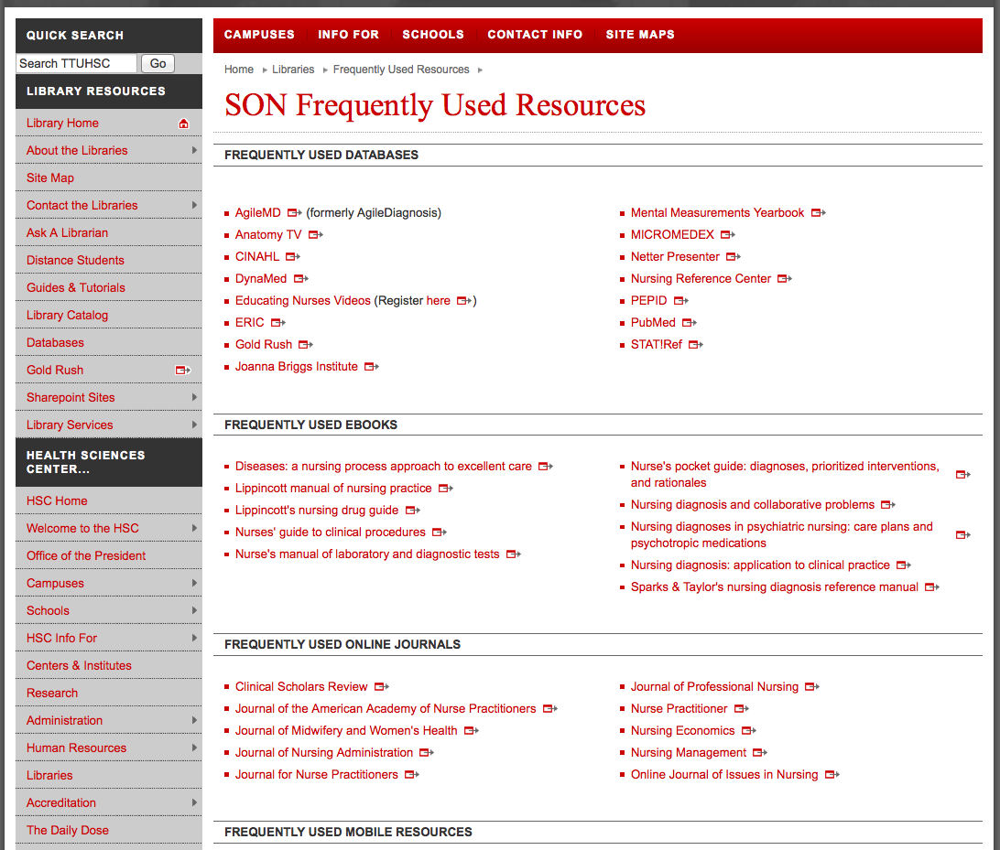 QUICK SEARCH
Search TTUHSC Go
LIBRARY RESOURCES
Library Home
About the Libraries
Site Map
Contact the Libraries
Ask A Librarian
Distance Students
Guides & Tutorials
Library Catalog
Databases
Gold Rush
Sharepoint Sites
Library Services
HEALTH SCIENCES
CENTER...
HSC Home
Welcome to the HSC
Office of the President
Campuses
Schools
HSC Info For
Centers & Institutes
Research
Administration
Human Resources
Libraries
Accreditation
The Daily Dose
CAMPUSES INFO FOR SCHOOLS CONTACT INFO SITE MAPS
Home Libraries Frequently Used Resources
SON Frequently Used Resources
FREQUENTLY USED DATABASES
AgileMD (formerly AgileDiagnosis)
Anatomy TV
CINAHL
DynaMed
Educating Nurses Videos (Register here )
ERIC
Gold Rush
Joanna Briggs Institute
Mental Measurements Yearbook
MICROMEDEX
Netter Presenter
Nursing Reference Center
PEPID
PubMed
STAT!Ref
FREQUENTLY USED EBOOKS
Diseases: a nursing process approach to excellent care
Lippincott manual of nursing practice
Lippincott's nursing drug guide
Nurses' guide to clinical procedures
Nurse's manual of laboratory and diagnostic tests
Nurse's pocket guide: diagnoses, prioritized interventions,
and rationales
Nursing diagnosis and collaborative problems
Nursing diagnoses in psychiatric nursing: care plans and
psychotropic medications
Nursing diagnosis: application to clinical practice
Sparks & Taylor's nursing diagnosis reference manual
FREQUENTLY USED ONLINE JOURNALS
Clinical Scholars Review
Journal of the American Academy of Nurse Practitioners
Journal of Midwifery and Women's Health
Journal of Nursing Administration
Journal for Nurse Practitioners
Journal of Professional Nursing
Nurse Practitioner
Nursing Economics
Nursing Management
Online Journal of Issues in Nursing
FREQUENTLY USED MOBILE RESOURCES